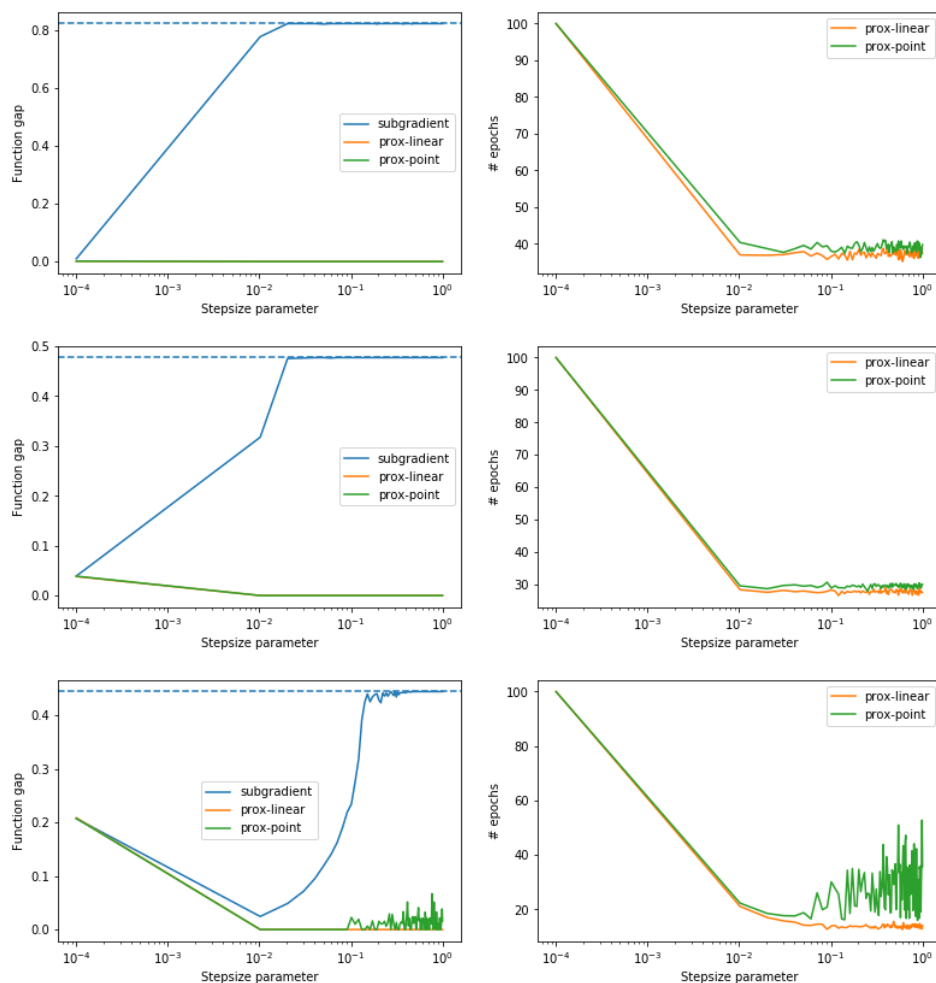 0.8
0.6
0.4
0.2
0.0
Function gap
subgradient
prox-linear
prox-point
10⁻⁴ 10⁻³ 10⁻² 10⁻¹ 10⁰
Stepsize parameter
100
90
80
70
60
50
40
# epochs
prox-linear
prox-point
10⁻⁴ 10⁻³ 10⁻² 10⁻¹ 10⁰
Stepsize parameter
0.5
0.4
0.3
0.2
0.1
0.0
Function gap
subgradient
prox-linear
prox-point
10⁻⁴ 10⁻³ 10⁻² 10⁻¹ 10⁰
Stepsize parameter
100
90
80
70
60
50
40
30
# epochs
prox-linear
prox-point
10⁻⁴ 10⁻³ 10⁻² 10⁻¹ 10⁰
Stepsize parameter
0.4
0.3
0.2
0.1
0.0
Function gap
subgradient
prox-linear
prox-point
10⁻⁴ 10⁻³ 10⁻² 10⁻¹ 10⁰
Stepsize parameter
100
80
60
40
20
# epochs
prox-linear
prox-point
10⁻⁴ 10⁻³ 10⁻² 10⁻¹ 10⁰
Stepsize parameter